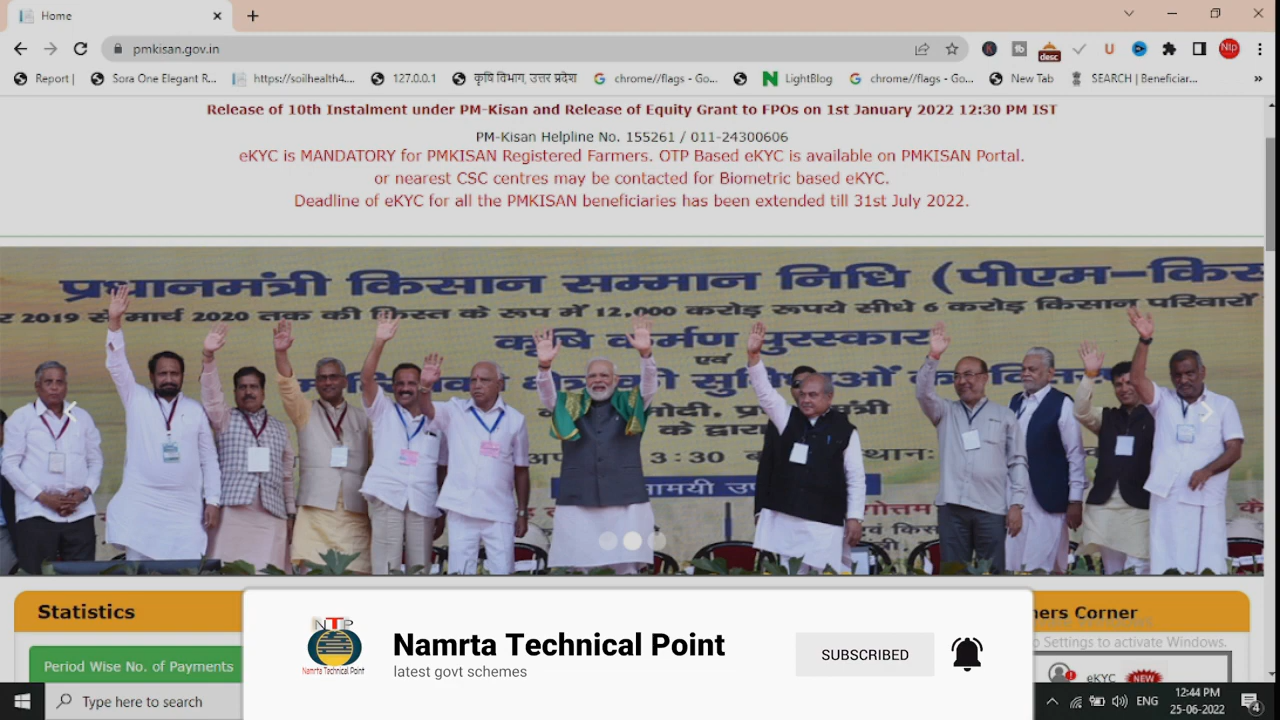 Home
pmkisan.gov.in
desc
U
Ntp
Report |
Sora One Elegant R...
https://soilhealth4...
127.0.0.1
कृषि विभाग, उत्तर प्रदेश
chrome//flags - Go...
LightBlog
chrome//flags - Go...
New Tab
SEARCH | Beneficiar...
»
Release of 10th Instalment under PM-Kisan and Release of Equity Grant to FPOs on 1st January 2022 12:30 PM IST
PM-Kisan Helpline No. 155261 / 011-24300606
eKYC is MANDATORY for PMKISAN Registered Farmers. OTP Based eKYC is available on PMKISAN Portal.
or nearest CSC centres may be contacted for Biometric based eKYC.
Deadline of eKYC for all the PMKISAN beneficiaries has been extended till 31st July 2022.
प्रधानमंत्री किसान सम्मान निधि (पीएम-किस
र 2019 से मार्च 2020 तक की किस्त के रूप में 12,000 करोड़ रूपये सीधे 6 करोड़ किसान परिवारों
कृषि कर्मण पुरस्कार
एवं
की सुविधाओं
मोदी, प्र
के द्वारा
3:30
Statistics
ners Corner
Period Wise No. of Payments
o Settings to activate Windows.
eKYC NEW
NTP
Namrta Technical Point
Namrta Technical Point
latest govt schemes
SUBSCRIBED
Type here to search
ENG
12:44 PM
25-06-2022
4